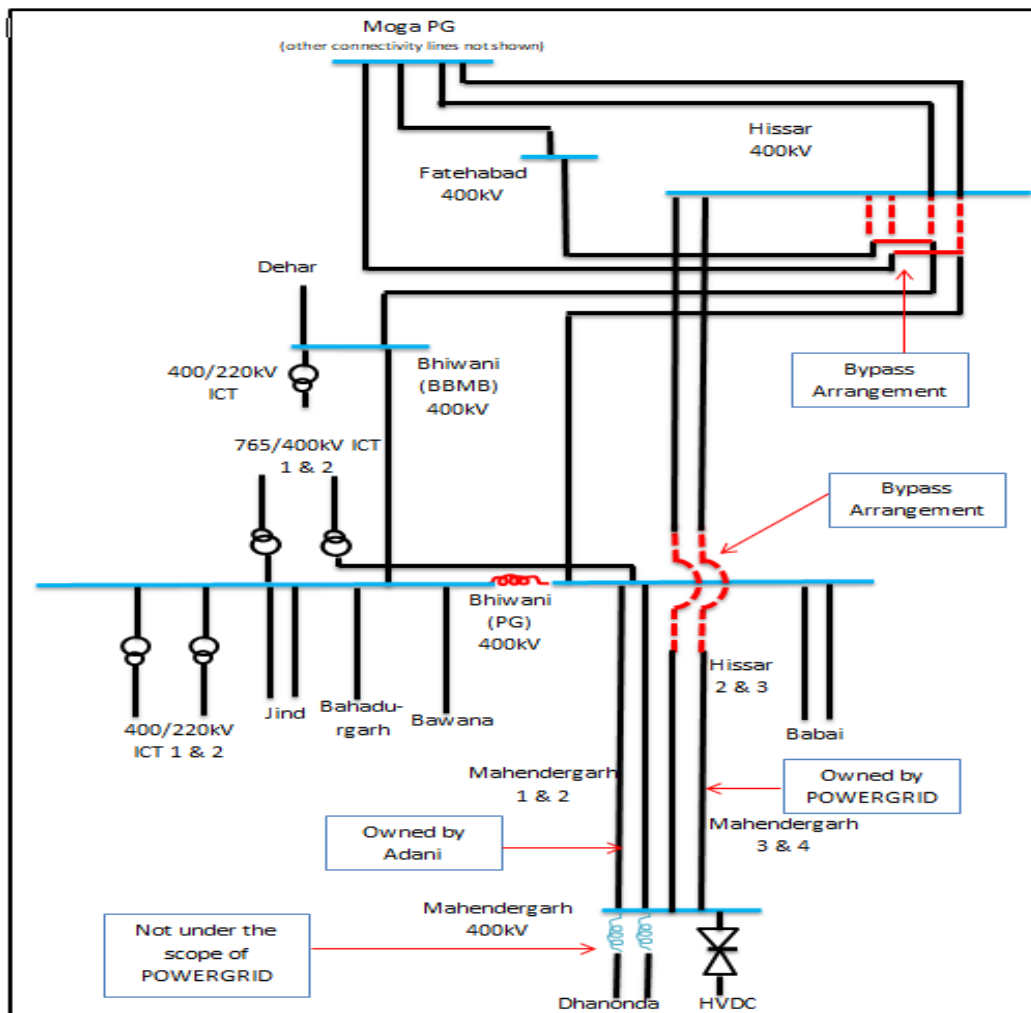 Moga PG
(other connectivity lines not shown)
Hissar
400kV
Fatehabad
400kV
Dehar
Bhiwani
(BBMB)
400kV
400/220kV
ICT
Bypass
Arrangement
765/400kV ICT
1 & 2
Bypass
Arrangement
Bhiwani
(PG)
400kV
Hissar
2 & 3
Jind
Bahadu-
rgarh
Bawana
400/220kV
ICT 1 & 2
Babai
Mahendergarh
1 & 2
Owned by
POWERGRID
Mahendergarh
3 & 4
Owned by
Adani
Mahendergarh
400kV
Not under the
scope of
POWERGRID
Dhanonda
HVDC